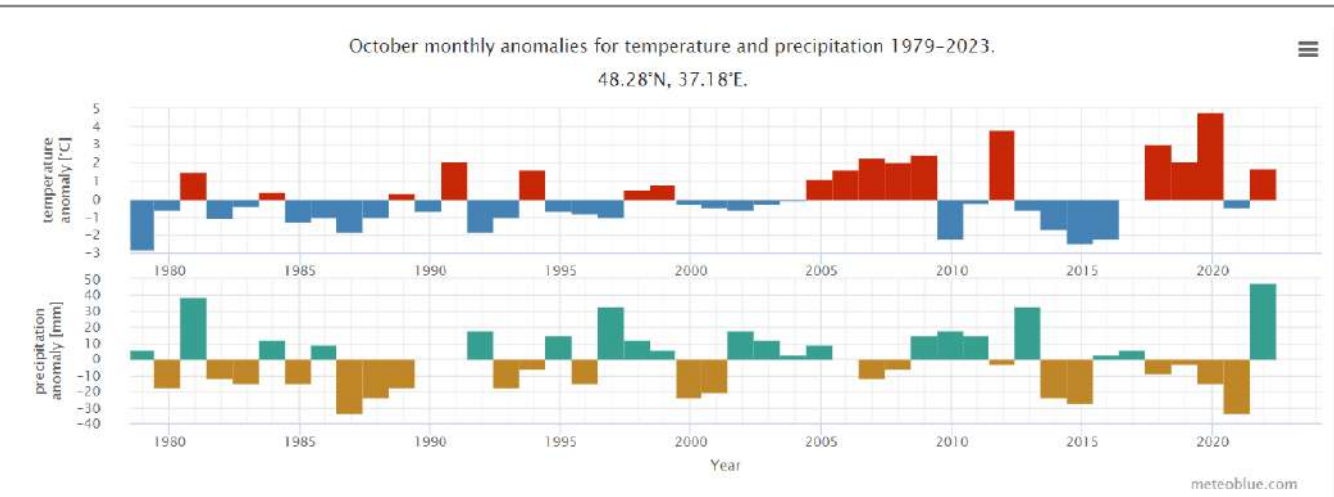 October monthly anomalies for temperature and precipitation 1979-2023.
48.28°N, 37.18°E.
temperature
anomaly [°C]
5
4
3
2
1
0
-1
-2
-3
1980 1985 1990 1995 2000 2005 2010 2015 2020
precipitation
anomaly [mm]
50
40
30
20
10
0
-10
-20
-30
-40
1980 1985 1990 1995 2000 2005 2010 2015 2020
Year
meteoblue.com